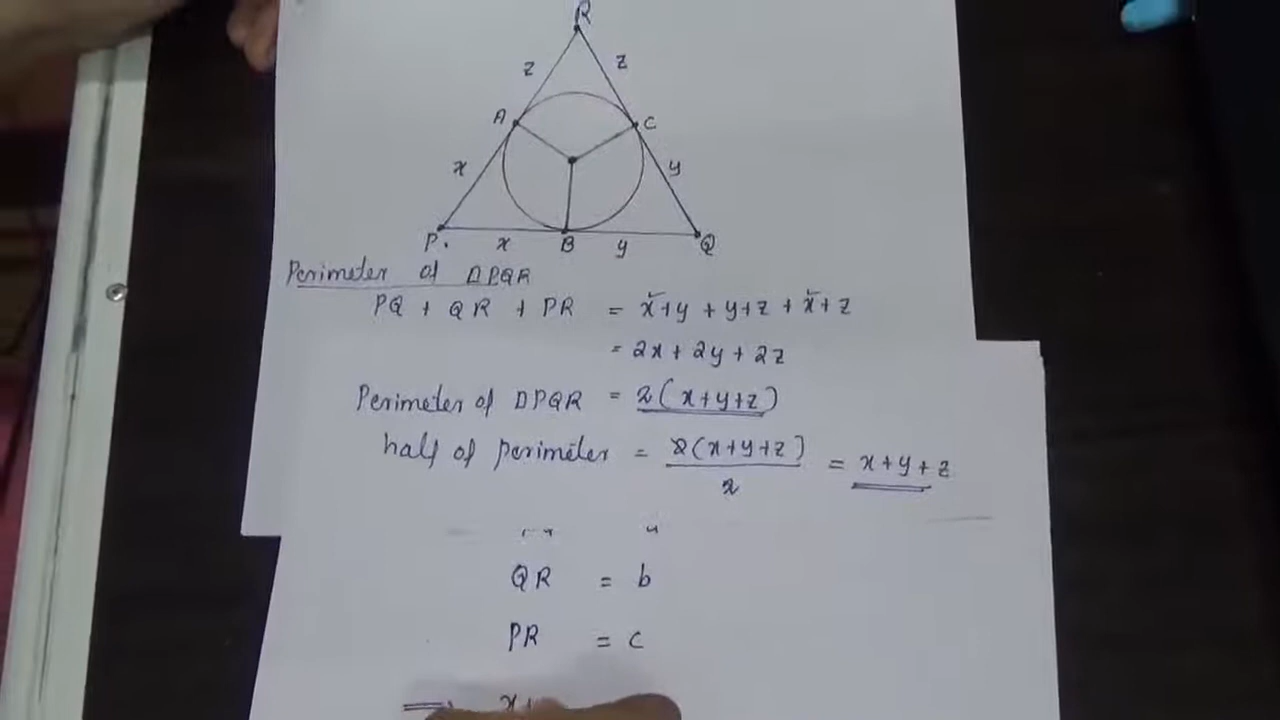 R
z z
A C
x y
P. x B y Q
Perimeter of ΔPQR
PQ + QR + PR = x+y + y+z + x+z
= 2x + 2y + 2z
Perimeter of ΔPQR = 2(x+y+z)
half of perimeter = 2(x+y+z)/2 = x+y+z
QR = b
PR = c
⇒ x+